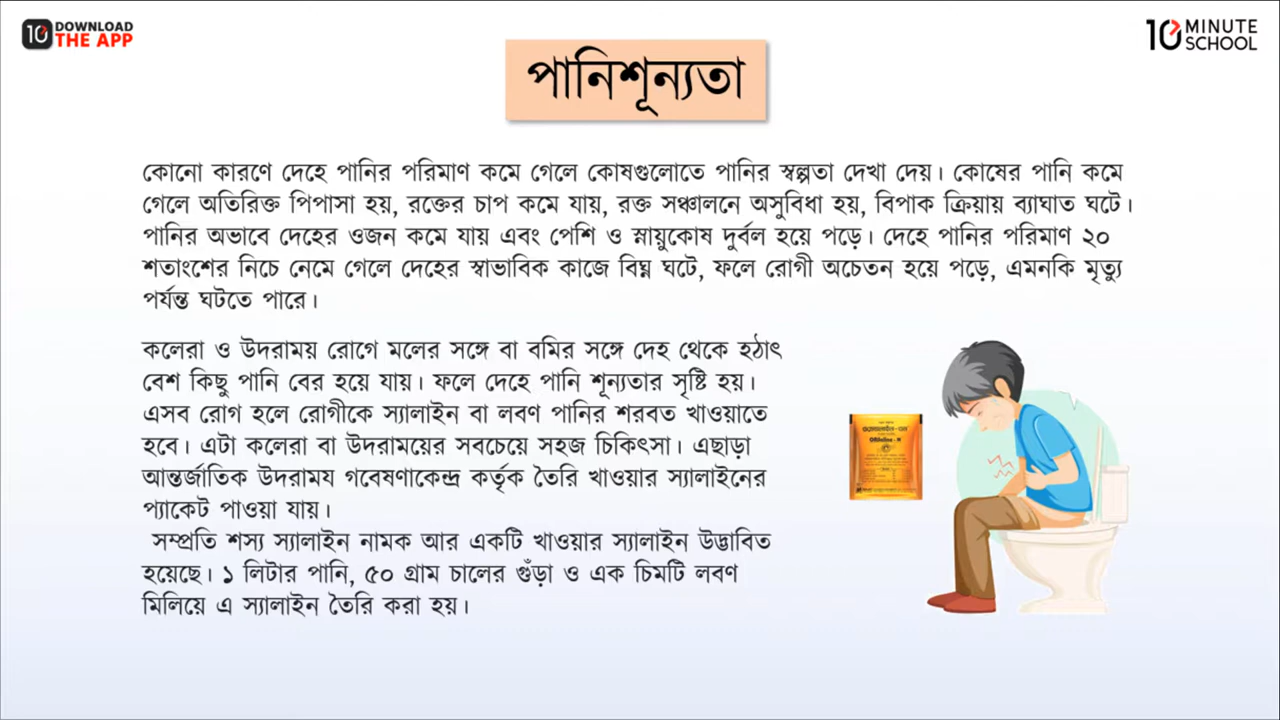 10 DOWNLOAD THE APP
10 MINUTE SCHOOL
পানিশূন্যতা
কোনো কারণে দেহে পানির পরিমাণ কমে গেলে কোষগুলোতে পানির স্বল্পতা দেখা দেয়। কোষের পানি কমে
গেলে অতিরিক্ত পিপাসা হয়, রক্তের চাপ কমে যায়, রক্ত সঞ্চালনে অসুবিধা হয়, বিপাক ক্রিয়ায় ব্যাঘাত ঘটে।
পানির অভাবে দেহের ওজন কমে যায় এবং পেশি ও স্নায়ুকোষ দুর্বল হয়ে পড়ে। দেহে পানির পরিমাণ ২০
শতাংশের নিচে নেমে গেলে দেহের স্বাভাবিক কাজে বিঘ্ন ঘটে, ফলে রোগী অচেতন হয়ে পড়ে, এমনকি মৃত্যু
পর্যন্ত ঘটতে পারে।
কলেরা ও উদরাময় রোগে মলের সঙ্গে বা বমির সঙ্গে দেহ থেকে হঠাৎ
বেশ কিছু পানি বের হয়ে যায়। ফলে দেহে পানি শূন্যতার সৃষ্টি হয়।
এসব রোগ হলে রোগীকে স্যালাইন বা লবণ পানির শরবত খাওয়াতে
হবে। এটা কলেরা বা উদরাময়ের সবচেয়ে সহজ চিকিৎসা। এছাড়া
আন্তর্জাতিক উদরাময গবেষণাকেন্দ্র কর্তৃক তৈরি খাওয়ার স্যালাইনের
প্যাকেট পাওয়া যায়।
সম্প্রতি শস্য স্যালাইন নামক আর একটি খাওয়ার স্যালাইন উদ্ভাবিত
হয়েছে। ১ লিটার পানি, ৫০ গ্রাম চালের গুঁড়া ও এক চিমটি লবণ
মিলিয়ে এ স্যালাইন তৈরি করা হয়।